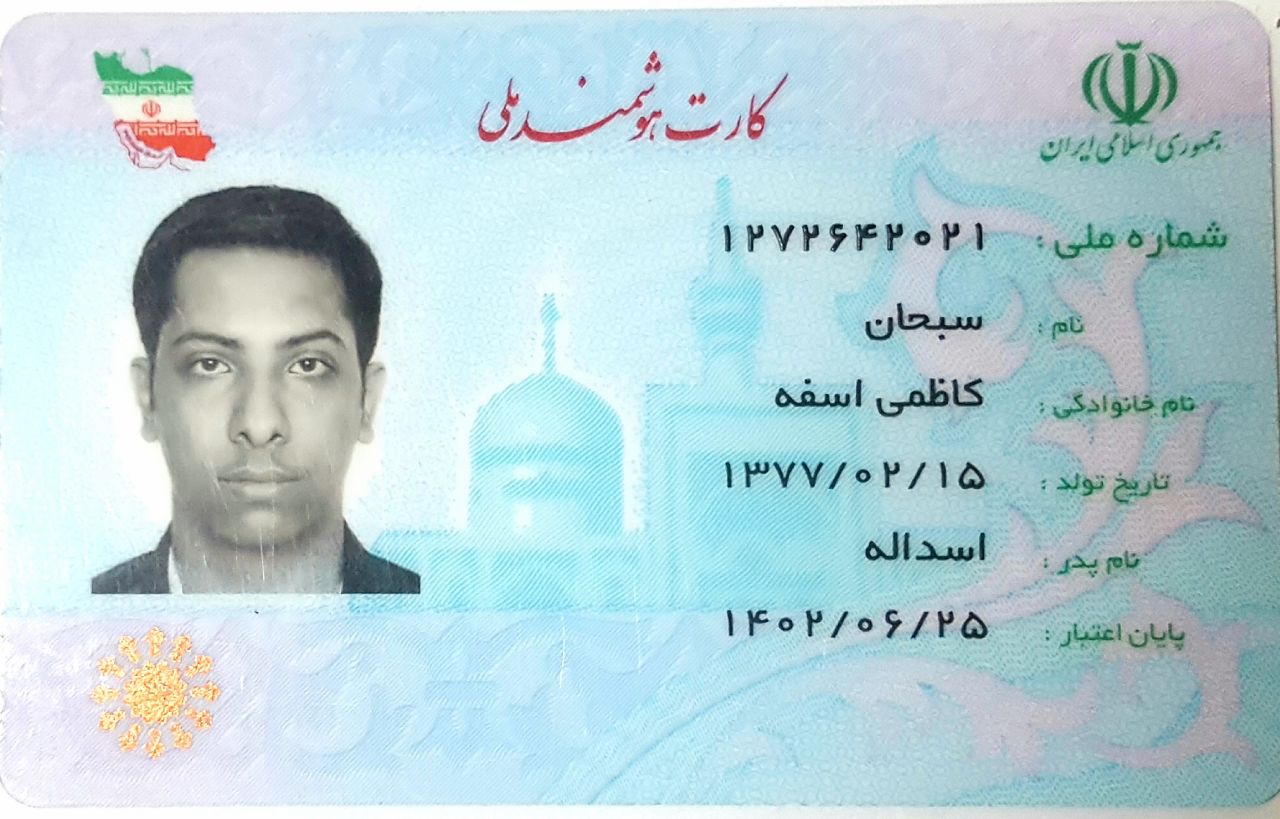 کارت هوشمند ملی
جمهوری اسلامی ایران
شماره ملی : ۱۲۷۲۶۴۲۰۲۱
نام : سبحان
نام خانوادگی : کاظمی اسفه
تاریخ تولد : ۱۳۷۷/۰۲/۱۵
نام پدر : اسداله
پایان اعتبار : ۱۴۰۲/۰۶/۲۵